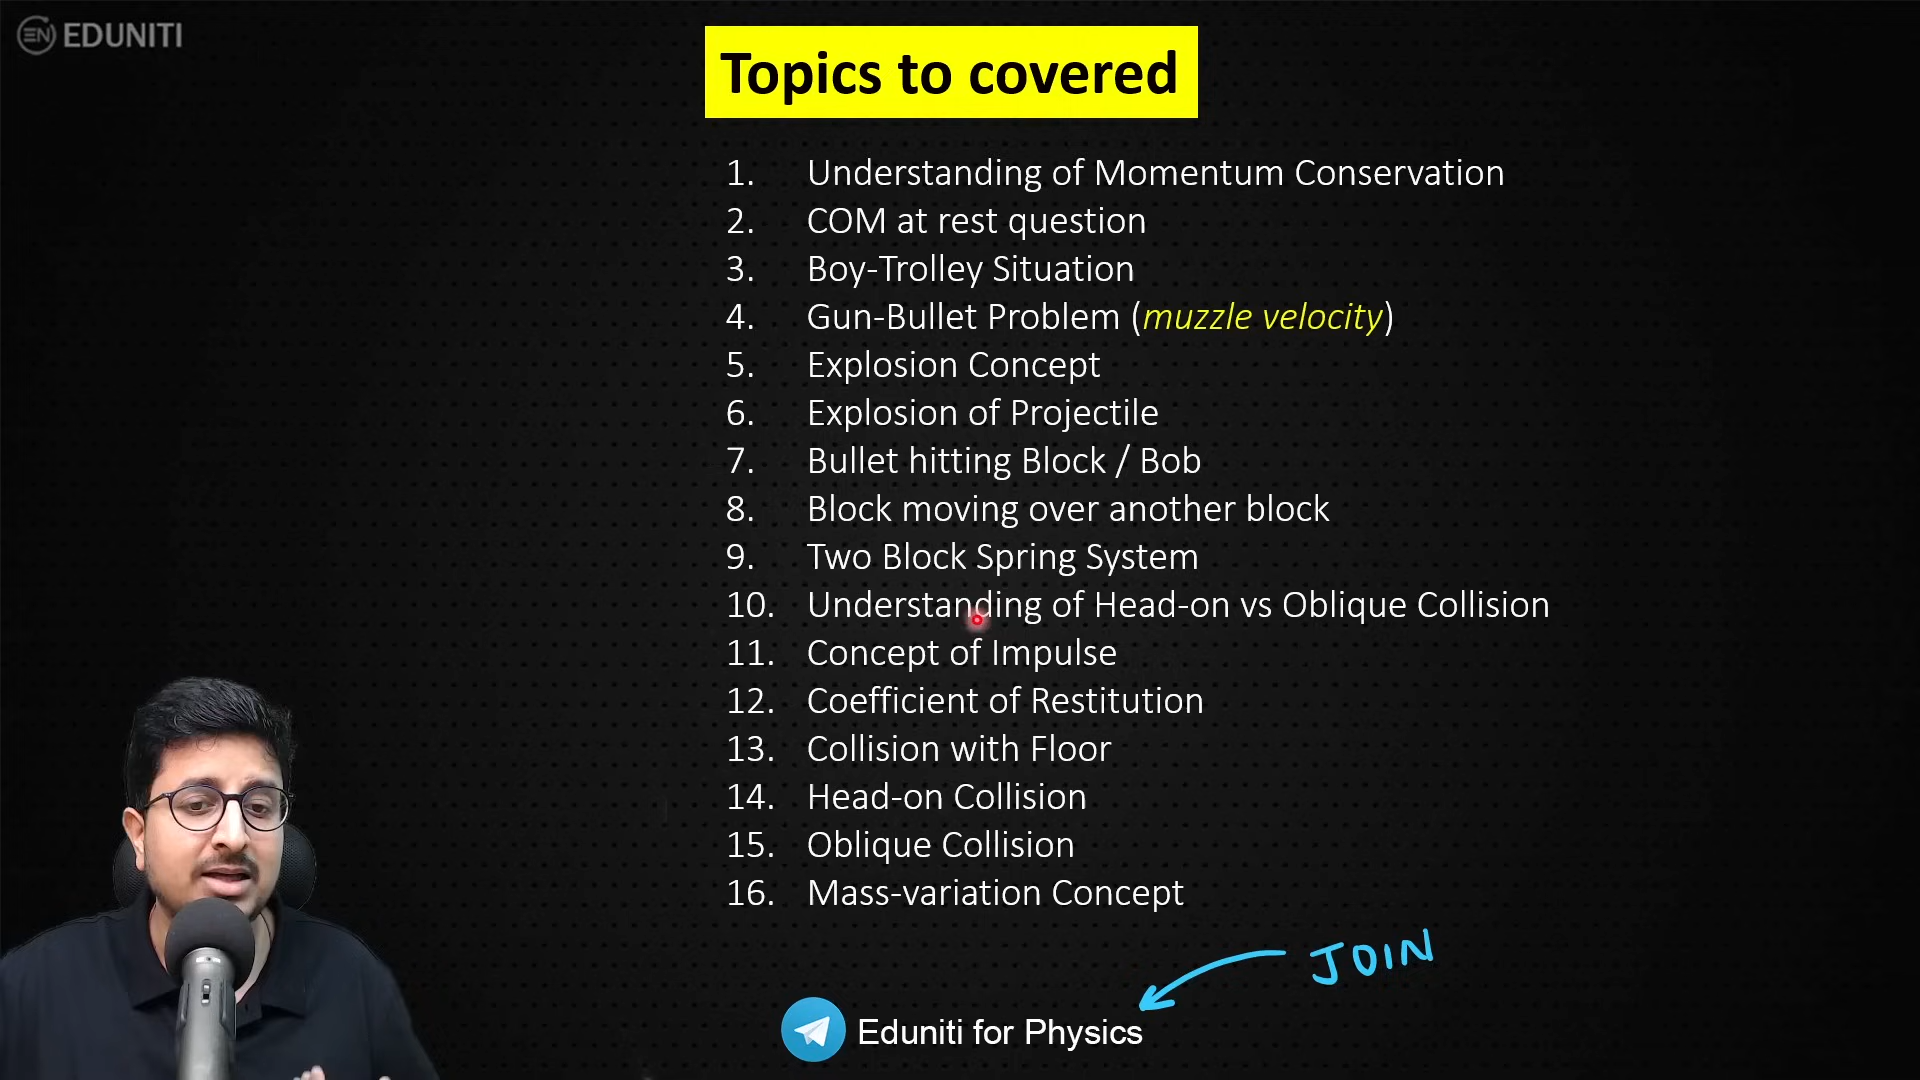 EN EDUNITI
Topics to covered
1. Understanding of Momentum Conservation
2. COM at rest question
3. Boy-Trolley Situation
4. Gun-Bullet Problem (muzzle velocity)
5. Explosion Concept
6. Explosion of Projectile
7. Bullet hitting Block / Bob
8. Block moving over another block
9. Two Block Spring System
10. Understanding of Head-on vs Oblique Collision
11. Concept of Impulse
12. Coefficient of Restitution
13. Collision with Floor
14. Head-on Collision
15. Oblique Collision
16. Mass-variation Concept
JOIN
Eduniti for Physics